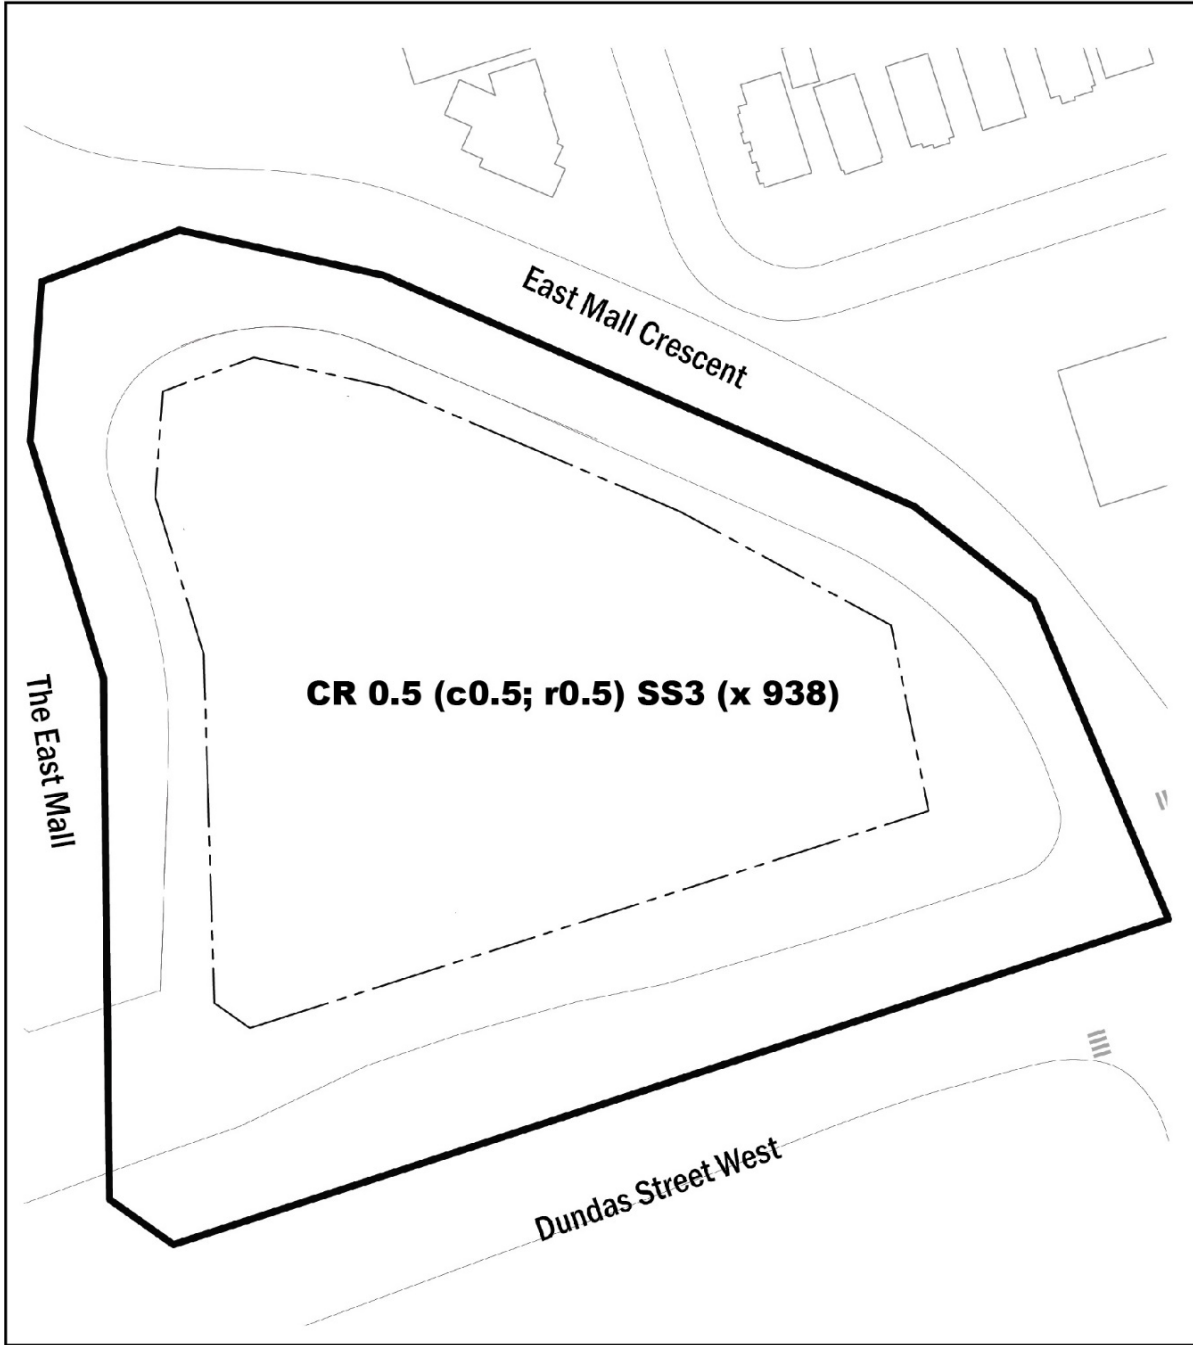 East Mall Crescent
CR 0.5 (c0.5; r0.5) SS3 (x 938)
The East Mall
Dundas Street West